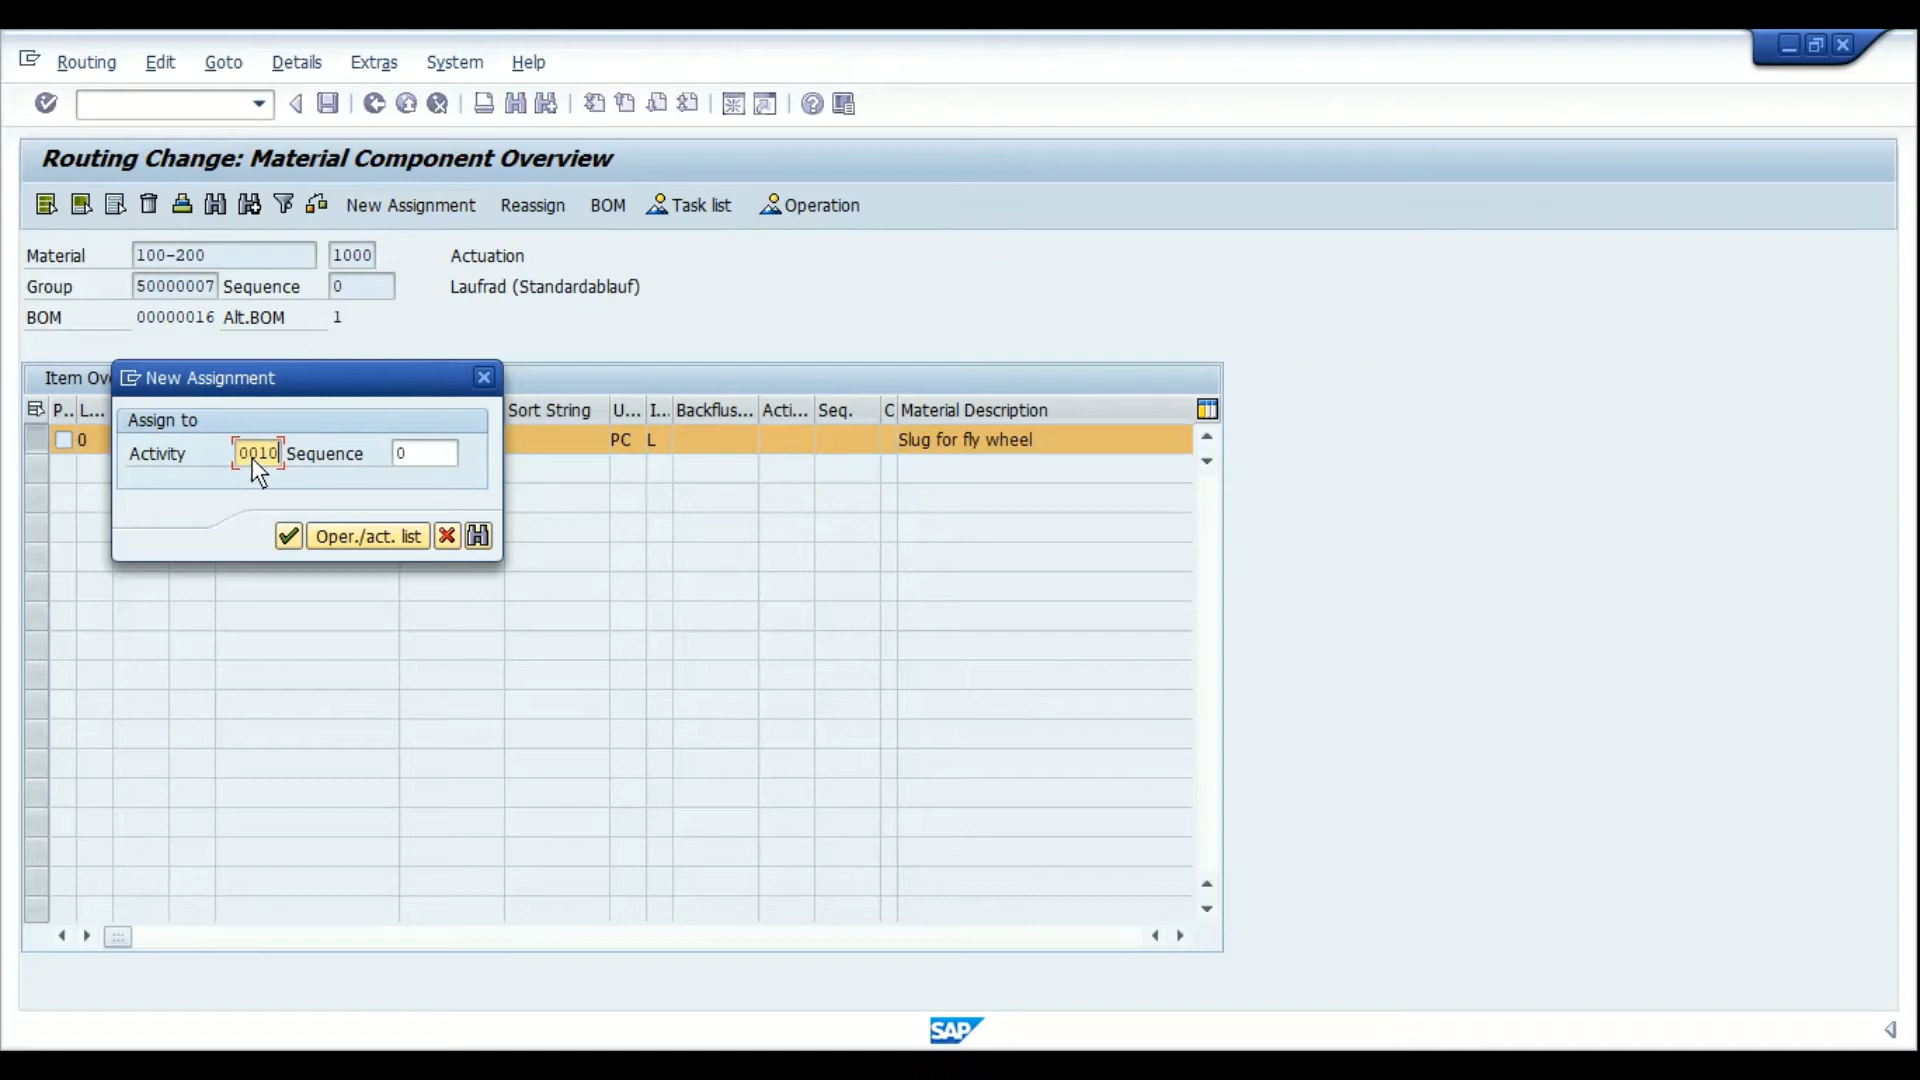 Routing Edit Goto Details Extras System Help
Routing Change: Material Component Overview
New Assignment Reassign BOM Task list Operation
Material 100-200 1000 Actuation
Group 50000007 Sequence 0 Laufrad (Standardablauf)
BOM 00000016 Alt.BOM 1
Item Ov
New Assignment
P.. L... Sort String U... I... Backflus... Acti... Seq. C Material Description
Assign to
0 PC L Slug for fly wheel
Activity 0010 Sequence 0
Oper./act. list
SAP